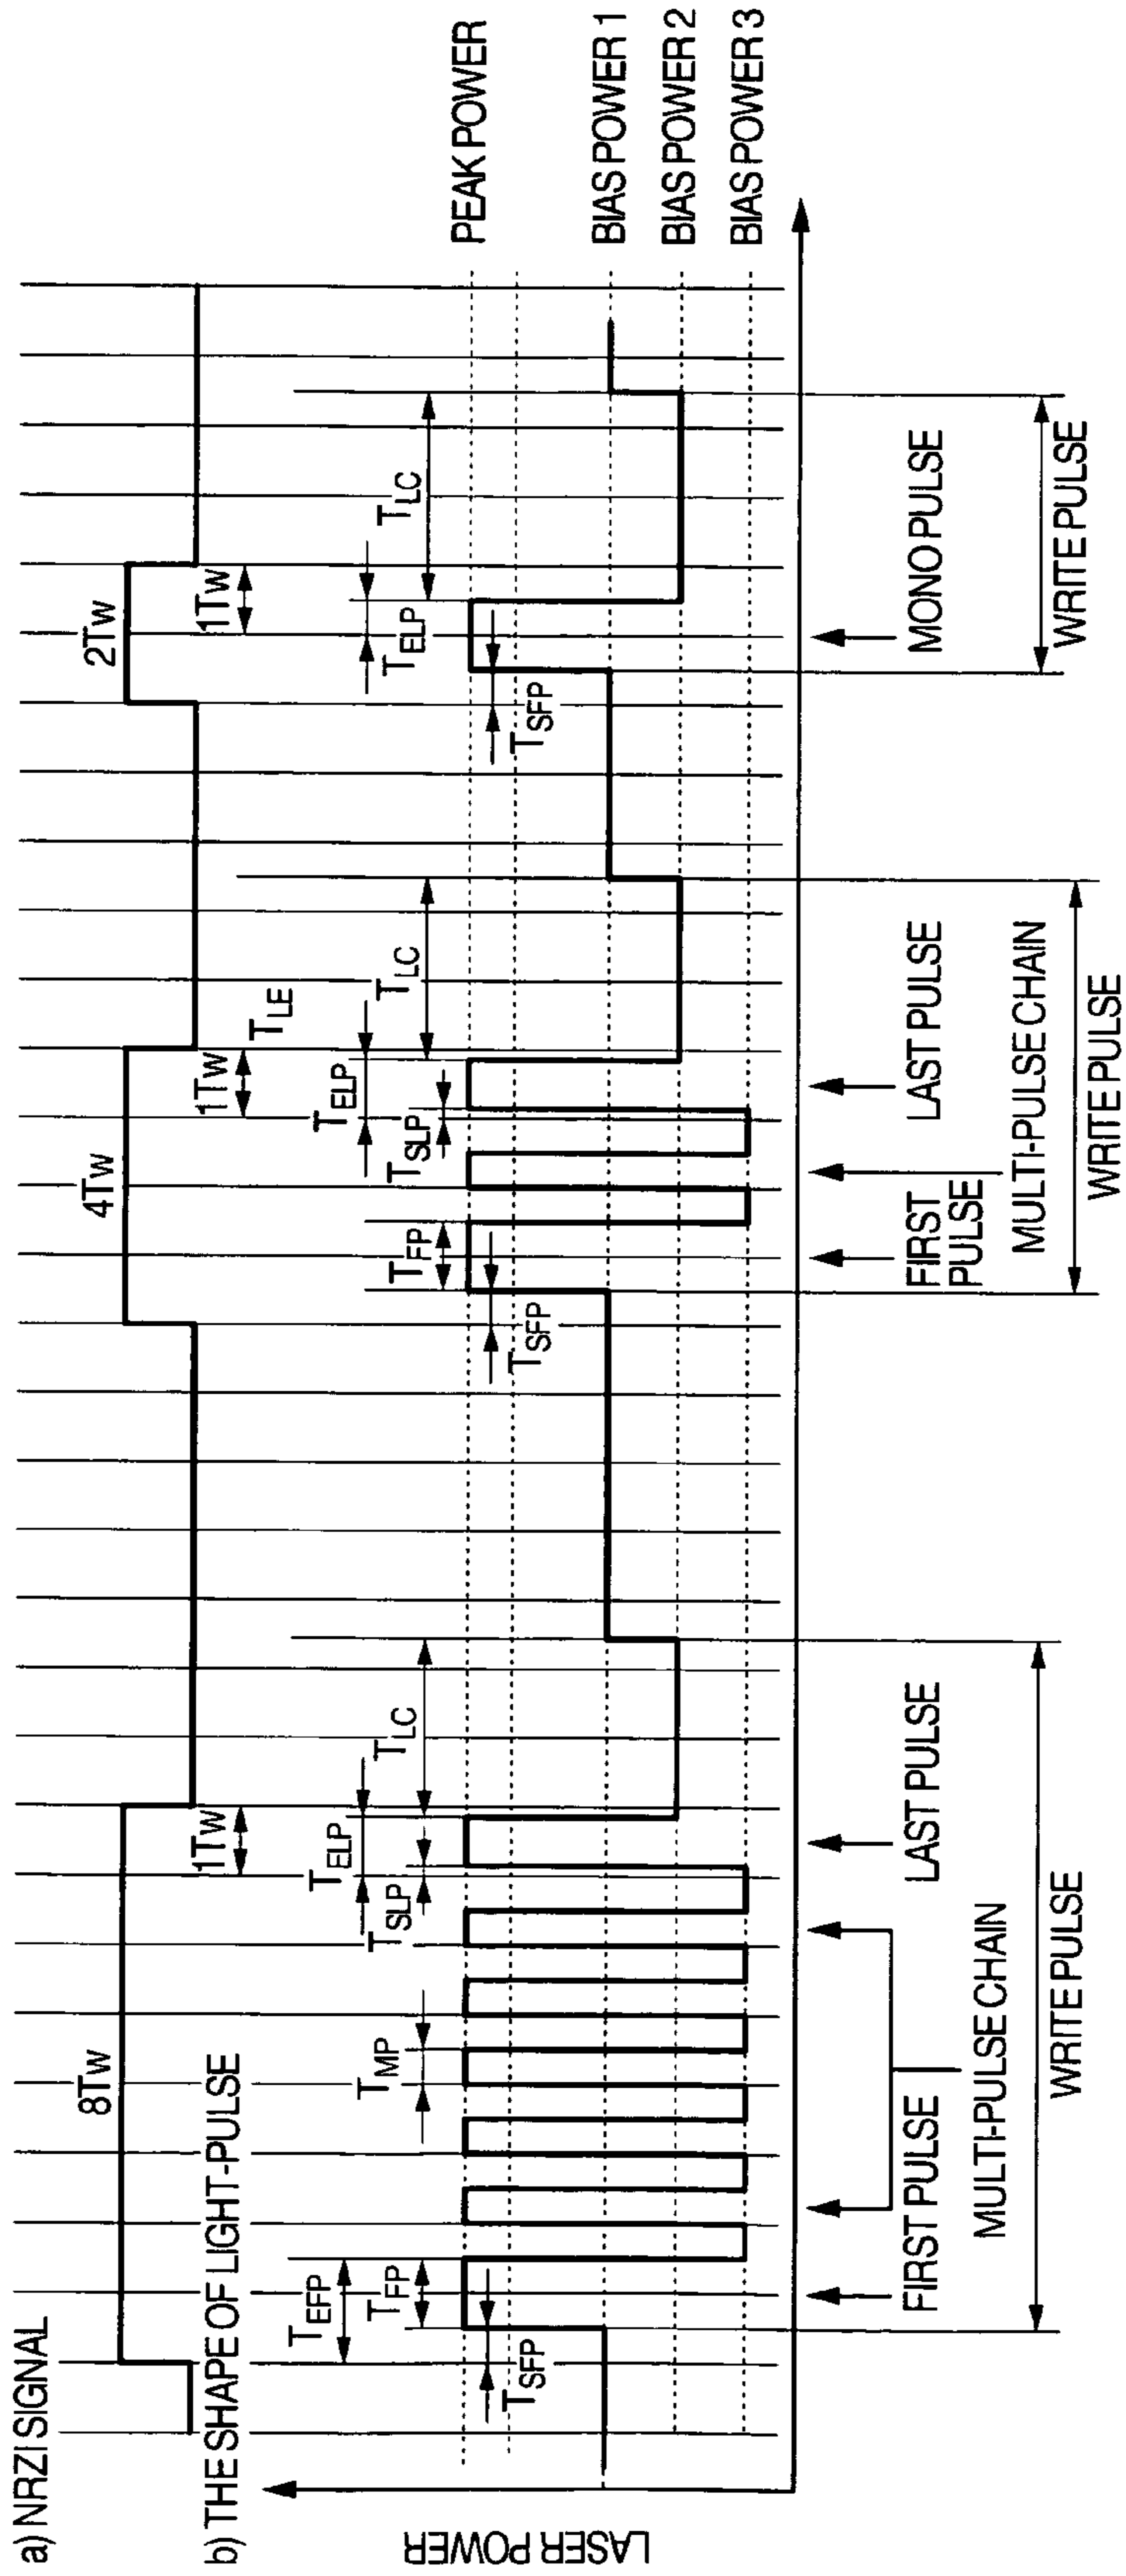 a) NRZI SIGNAL
8Tw
4Tw
2Tw
1Tw
1Tw
1Tw
b) THE SHAPE OF LIGHT-PULSE
TLE
TEFP
TELP
TELP
TELP
TFP
TSLP
TMP
TLC
TFP
TSLP
TLC
TLC
TSFP
TSFP
TSFP
PEAK POWER
BIAS POWER 1
BIAS POWER 2
BIAS POWER 3
LASER POWER
FIRST PULSE
LAST PULSE
FIRST
PULSE
LAST PULSE
MONO PULSE
MULTI-PULSE CHAIN
MULTI-PULSE CHAIN
WRITE PULSE
WRITE PULSE
WRITE PULSE